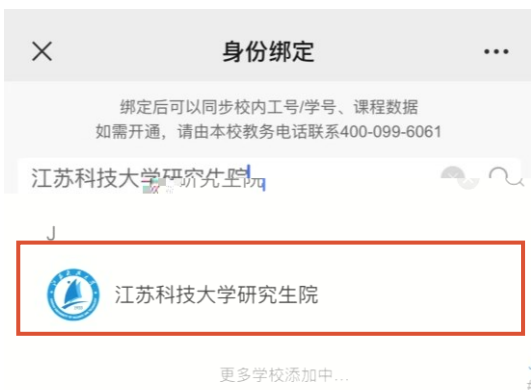 身份绑定
绑定后可以同步校内工号/学号、课程数据
如需开通，请由本校教务电话联系400-099-6061
江苏科技大学研究生院
J
江苏科技大学研究生院
更多学校添加中...